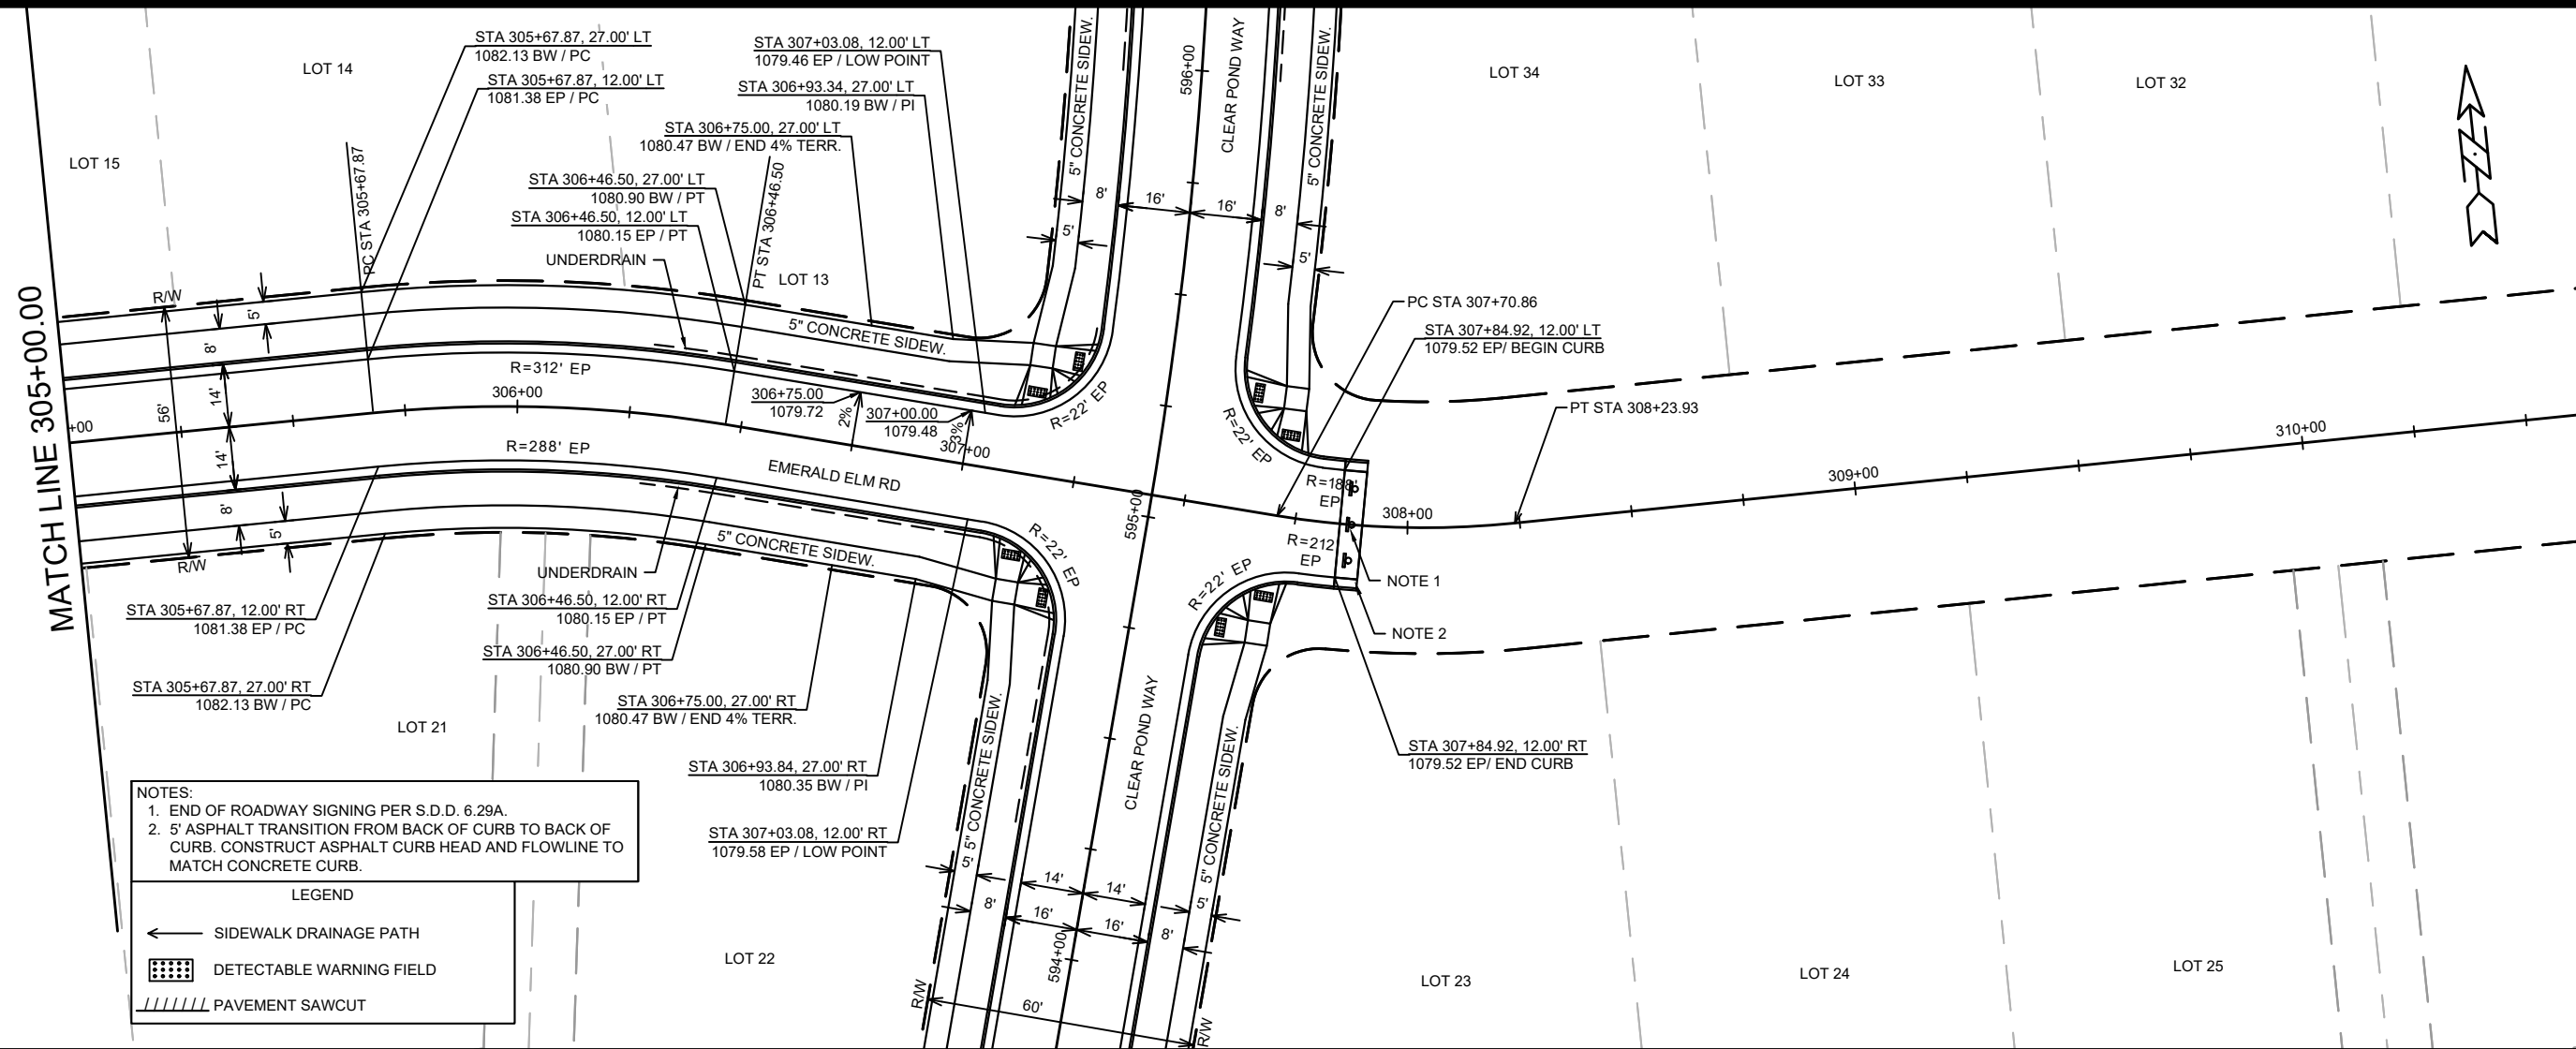 LOT 14
STA 305+67.87, 27.00' LT
1082.13 BW / PC
STA 305+67.87, 12.00' LT
1081.38 EP / PC
STA 307+03.08, 12.00' LT
1079.46 EP / LOW POINT
STA 306+93.34, 27.00' LT
1080.19 BW / PI
STA 306+75.00, 27.00' LT
1080.47 BW / END 4% TERR.
STA 306+46.50, 27.00' LT
1080.90 BW / PT
STA 306+46.50, 12.00' LT
1080.15 EP / PT
UNDERDRAIN
LOT 15
PC STA 305+67.87
PT STA 306+46.50
LOT 13
5" CONCRETE SIDEW.
596+00
CLEAR POND WAY
5" CONCRETE SIDEW.
8'
16'
16'
8'
5'
5'
LOT 34
LOT 33
LOT 32
MATCH LINE 305+00.00
R/W
5'
8'
14'
56'
14'
8'
5'
R/W
+00
R=312' EP
306+00
R=288' EP
5" CONCRETE SIDEW.
306+75.00
1079.72
2%
307+00.00
1079.48
3%
307+00
R=22' EP
EMERALD ELM RD
R=22' EP
PC STA 307+70.86
STA 307+84.92, 12.00' LT
1079.52 EP/ BEGIN CURB
PT STA 308+23.93
R=188'
EP
308+00
309+00
310+00
R=212'
EP
595+00
R=22' EP
R=22' EP
NOTE 1
NOTE 2
5" CONCRETE SIDEW.
UNDERDRAIN
STA 306+46.50, 12.00' RT
1080.15 EP / PT
STA 305+67.87, 12.00' RT
1081.38 EP / PC
STA 306+46.50, 27.00' RT
1080.90 BW / PT
STA 305+67.87, 27.00' RT
1082.13 BW / PC
STA 306+75.00, 27.00' RT
1080.47 BW / END 4% TERR.
LOT 21
STA 306+93.84, 27.00' RT
1080.35 BW / PI
STA 307+03.08, 12.00' RT
1079.58 EP / LOW POINT
STA 307+84.92, 12.00' RT
1079.52 EP/ END CURB
5" CONCRETE SIDEW.
CLEAR POND WAY
5" CONCRETE SIDEW.
5'
14'
14'
5'
8'
16'
16'
8'
594+00
R/W
60'
R/W
LOT 22
LOT 23
LOT 24
LOT 25
NOTES:
1. END OF ROADWAY SIGNING PER S.D.D. 6.29A.
2. 5' ASPHALT TRANSITION FROM BACK OF CURB TO BACK OF
CURB. CONSTRUCT ASPHALT CURB HEAD AND FLOWLINE TO
MATCH CONCRETE CURB.
LEGEND
SIDEWALK DRAINAGE PATH
DETECTABLE WARNING FIELD
PAVEMENT SAWCUT